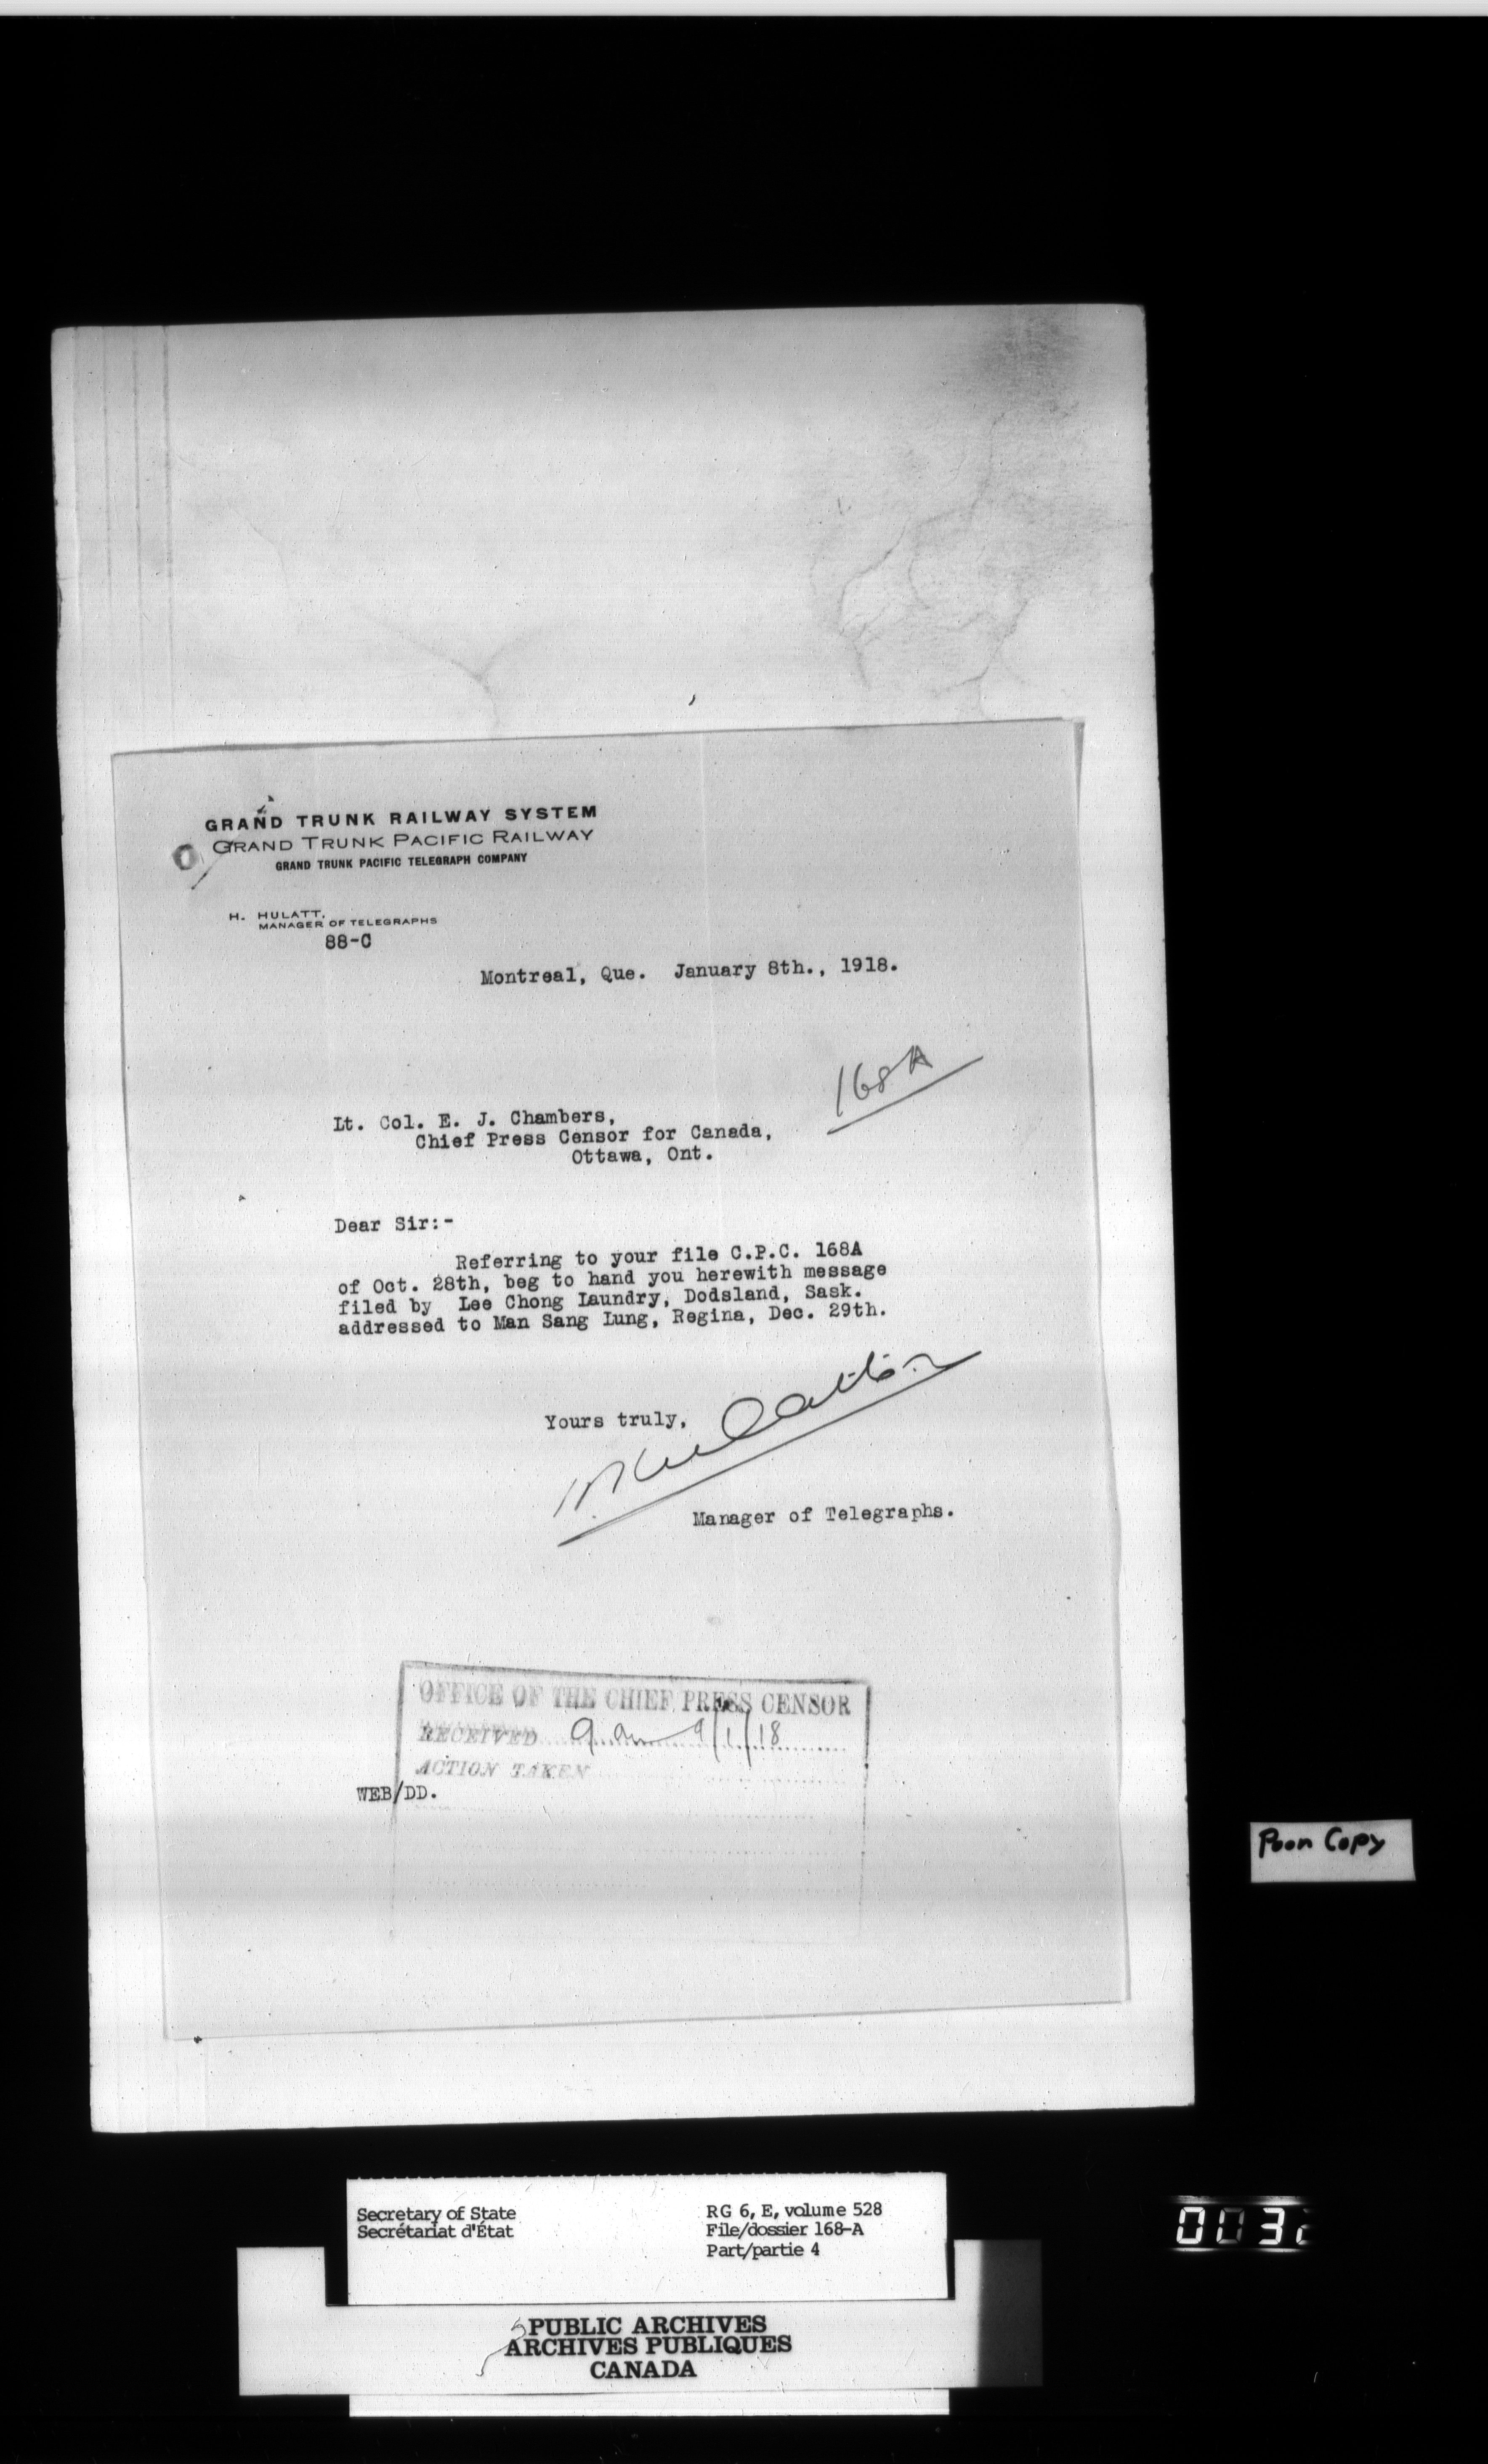 GRAND TRUNK RAILWAY SYSTEM
GRAND TRUNK PACIFIC RAILWAY
GRAND TRUNK PACIFIC TELEGRAPH COMPANY
H. HULATT,
MANAGER OF TELEGRAPHS
88-C
Montreal, Que. January 8th., 1918.
168A
Lt. Col. E. J. Chambers,
Chief Press Censor for Canada,
Ottawa, Ont.
Dear Sir:-
Referring to your file C.P.C. 168A
of Oct. 28th, beg to hand you herewith message
filed by Lee Chong Laundry, Dodsland, Sask.
addressed to Man Sang Lung, Regina, Dec. 29th.
Yours truly,
Manager of Telegraphs.
OFFICE OF THE CHIEF PRESS CENSOR
RECEIVED 9/1/18
ACTION TAKEN
WEB/DD.
Poor Copy
Secretary of State
Secrétariat d'État
RG 6, E, volume 528
File/dossier 168-A
Part/partie 4
003
PUBLIC ARCHIVES
ARCHIVES PUBLIQUES
CANADA